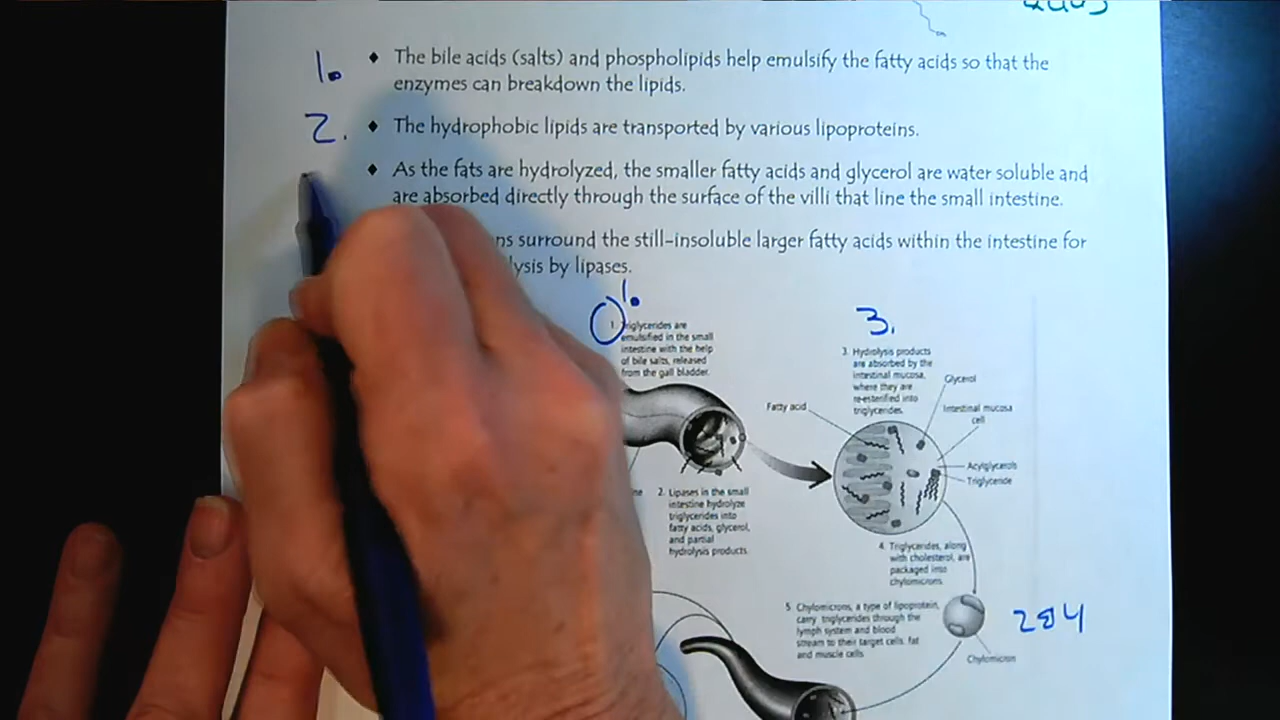 1. ♦ The bile acids (salts) and phospholipids help emulsify the fatty acids so that the
enzymes can breakdown the lipids.
2. ♦ The hydrophobic lipids are transported by various lipoproteins.
♦ As the fats are hydrolyzed, the smaller fatty acids and glycerol are water soluble and
are absorbed directly through the surface of the villi that line the small intestine.
surround the still-insoluble larger fatty acids within the intestine for
by lipases.
1.
1. Triglycerides are
emulsified in the small
intestine with the help
of bile salts, released
from the gall bladder.
3.
3. Hydrolysis products
are absorbed by the
intestinal mucosa,
where they are
re-esterified into
triglycerides.
Glycerol
Fatty acid
Intestinal mucosa
cell
Acylglycerols
Triglyceride
2. Lipases in the small
intestine hydrolyze
triglycerides into
fatty acids, glycerol,
and partial
hydrolysis products.
4. Triglycerides, along
with cholesterol, are
packaged into
chylomicrons.
5. Chylomicrons, a type of lipoprotein,
carry triglycerides through the
lymph system and blood
stream to their target cells: fat
and muscle cells.
2&4
Chylomicron